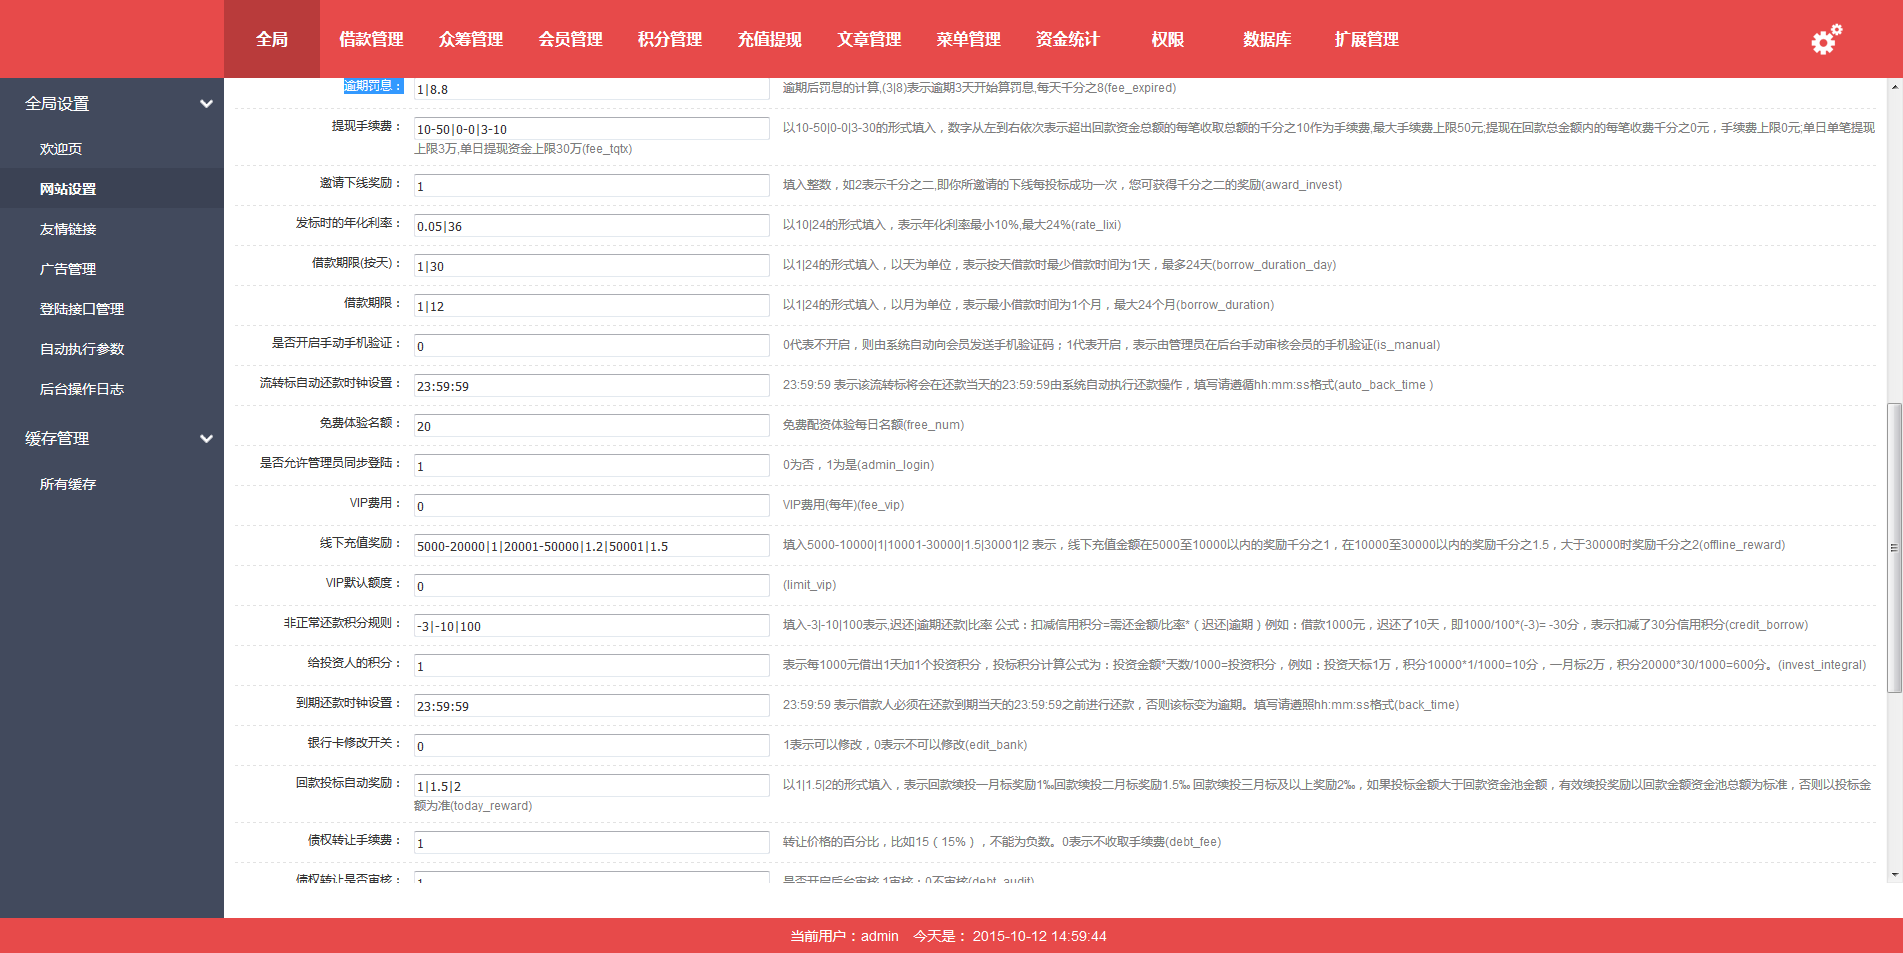 全局 借款管理 众筹管理 会员管理 积分管理 充值提现 文章管理 菜单管理 资金统计 权限 数据库 扩展管理
全局设置
欢迎页
网站设置
友情链接
广告管理
登陆接口管理
自动执行参数
后台操作日志
缓存管理
所有缓存
逾期罚息： 1|8.8 逾期后罚息的计算,(3|8)表示逾期3天开始算罚息,每天千分之8(fee_expired)
提现手续费： 10-50|0-0|3-10 以10-50|0-0|3-30的形式填入，数字从左到右依次表示超出回款资金总额的每笔收取总额的千分之10作为手续费,最大手续费上限50元;提现在回款总金额内的每笔收费千分之0元，手续费上限0元;单日单笔提现
上限3万,单日提现资金上限30万(fee_tqtx)
邀请下线奖励： 1 填入整数，如2表示千分之二,即你所邀请的下线每投标成功一次，您可获得千分之二的奖励(award_invest)
发标时的年化利率： 0.05|36 以10|24的形式填入，表示年化利率最小10%,最大24%(rate_lixi)
借款期限(按天)： 1|30 以1|24的形式填入，以天为单位，表示按天借款时最少借款时间为1天，最多24天(borrow_duration_day)
借款期限： 1|12 以1|24的形式填入，以月为单位，表示最小借款时间为1个月，最大24个月(borrow_duration)
是否开启手动手机验证： 0 0代表不开启，则由系统自动向会员发送手机验证码；1代表开启，表示由管理员在后台手动审核会员的手机验证(is_manual)
流转标自动还款时钟设置： 23:59:59 23:59:59 表示该流转标将会在还款当天的23:59:59由系统自动执行还款操作，填写请遵循hh:mm:ss格式(auto_back_time )
免费体验名额： 20 免费配资体验每日名额(free_num)
是否允许管理员同步登陆： 1 0为否，1为是(admin_login)
VIP费用： 0 VIP费用(每年)(fee_vip)
线下充值奖励： 5000-20000|1|20001-50000|1.2|50001|1.5 填入5000-10000|1|10001-30000|1.5|30001|2 表示，线下充值金额在5000至10000以内的奖励千分之1，在10000至30000以内的奖励千分之1.5，大于30000时奖励千分之2(offline_reward)
VIP默认额度： 0 (limit_vip)
非正常还款积分规则： -3|-10|100 填入-3|-10|100表示,迟还|逾期还款|比率 公式：扣减信用积分=需还金额/比率*（迟还|逾期）例如：借款1000元，迟还了10天，即1000/100*(-3)= -30分，表示扣减了30分信用积分(credit_borrow)
给投资人的积分： 1 表示每1000元借出1天加1个投资积分，投标积分计算公式为：投资金额*天数/1000=投资积分，例如：投资天标1万，积分10000*1/1000=10分，一月标2万，积分20000*30/1000=600分。(invest_integral)
到期还款时钟设置： 23:59:59 23:59:59 表示借款人必须在还款到期当天的23:59:59之前进行还款，否则该标变为逾期。填写请遵照hh:mm:ss格式(back_time)
银行卡修改开关： 0 1表示可以修改，0表示不可以修改(edit_bank)
回款投标自动奖励： 1|1.5|2 以1|1.5|2的形式填入，表示回款续投一月标奖励1‰回款续投二月标奖励1.5‰ 回款续投三月标及以上奖励2‰，如果投标金额大于回款资金池金额，有效续投奖励以回款金额资金池总额为标准，否则以投标金
额为准(today_reward)
债权转让手续费： 1 转让价格的百分比，比如15（15%），不能为负数。0表示不收取手续费(debt_fee)
债权转让是否审核： 1 是否开启后台审核,1审核；0不审核(debt_audit)
当前用户：admin 今天是： 2015-10-12 14:59:44